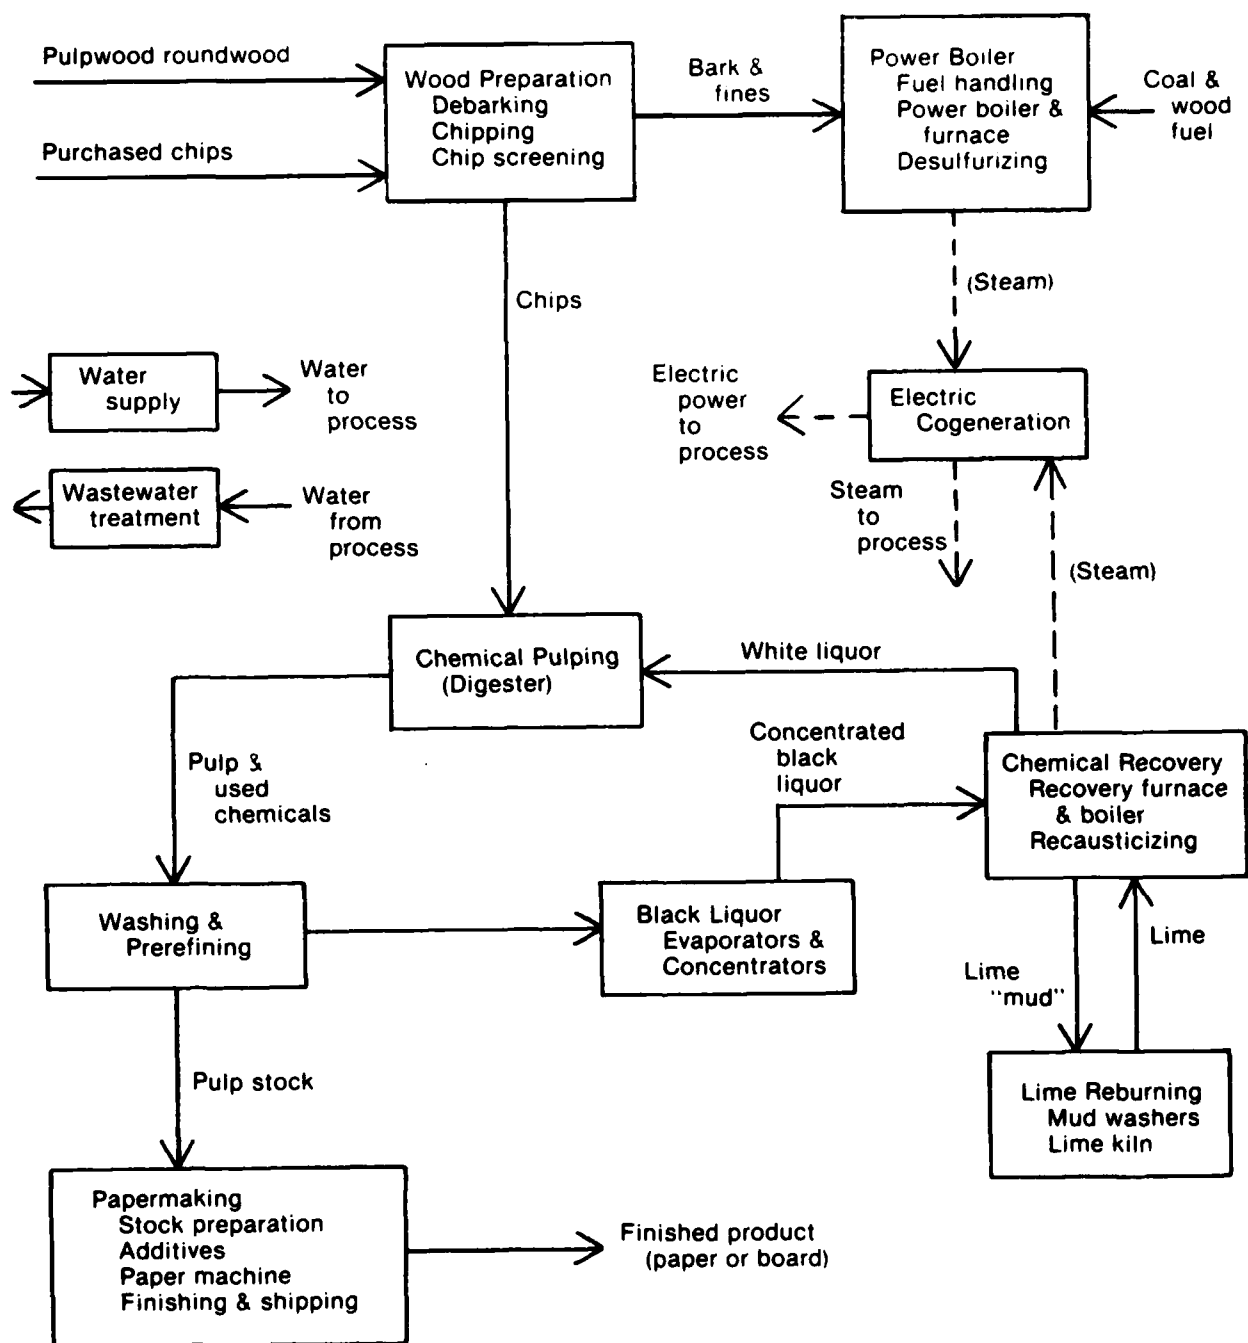 Pulpwood roundwood
Purchased chips
Wood Preparation
Debarking
Chipping
Chip screening
Bark &
fines
Power Boiler
Fuel handling
Power boiler &
furnace
Desulfurizing
Coal &
wood
fuel
(Steam)
Chips
Water
supply
Water
to
process
Electric
power
to
process
Electric
Cogeneration
Wastewater
treatment
Water
from
process
Steam
to
process
(Steam)
Chemical Pulping
(Digester)
White liquor
Pulp &
used
chemicals
Concentrated
black
liquor
Chemical Recovery
Recovery furnace
& boiler
Recausticizing
Washing &
Prerefining
Black Liquor
Evaporators &
Concentrators
Lime
"mud"
Lime
Pulp stock
Lime Reburning
Mud washers
Lime kiln
Papermaking
Stock preparation
Additives
Paper machine
Finishing & shipping
Finished product
(paper or board)